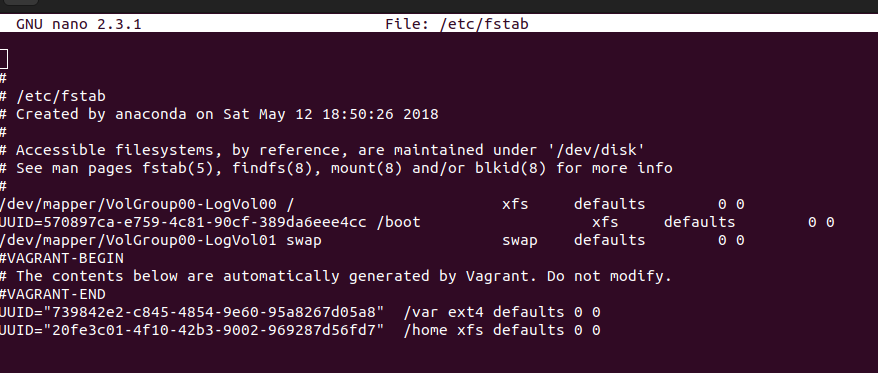 GNU nano 2.3.1 File: /etc/fstab
#
# /etc/fstab
# Created by anaconda on Sat May 12 18:50:26 2018
#
# Accessible filesystems, by reference, are maintained under '/dev/disk'
# See man pages fstab(5), findfs(8), mount(8) and/or blkid(8) for more info
#
/dev/mapper/VolGroup00-LogVol00 / xfs defaults 0 0
UUID=570897ca-e759-4c81-90cf-389da6eee4cc /boot xfs defaults 0 0
/dev/mapper/VolGroup00-LogVol01 swap swap defaults 0 0
#VAGRANT-BEGIN
# The contents below are automatically generated by Vagrant. Do not modify.
#VAGRANT-END
UUID="739842e2-c845-4854-9e60-95a8267d05a8" /var ext4 defaults 0 0
UUID="20fe3c01-4f10-42b3-9002-969287d56fd7" /home xfs defaults 0 0